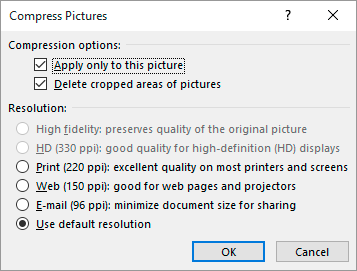 Compress Pictures
Compression options:
Apply only to this picture
Delete cropped areas of pictures
Resolution:
High fidelity: preserves quality of the original picture
HD (330 ppi): good quality for high-definition (HD) displays
Print (220 ppi): excellent quality on most printers and screens
Web (150 ppi): good for web pages and projectors
E-mail (96 ppi): minimize document size for sharing
Use default resolution
OK Cancel